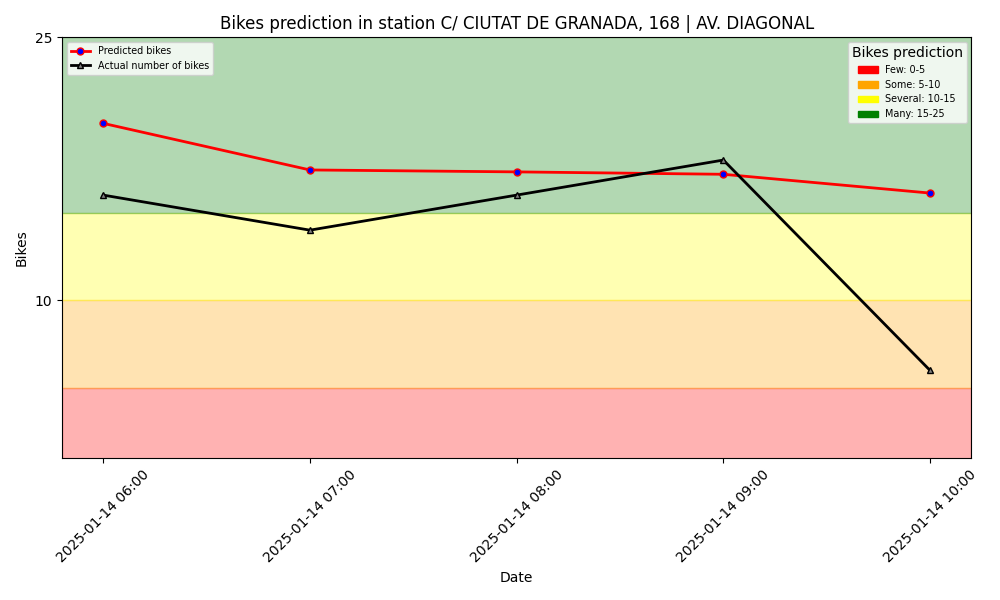 Bikes prediction in station C/ CIUTAT DE GRANADA, 168 | AV. DIAGONAL
25
10
Bikes
Predicted bikes
Actual number of bikes
Bikes prediction
Few: 0-5
Some: 5-10
Several: 10-15
Many: 15-25
2025-01-14 06:00
2025-01-14 07:00
2025-01-14 08:00
2025-01-14 09:00
2025-01-14 10:00
Date